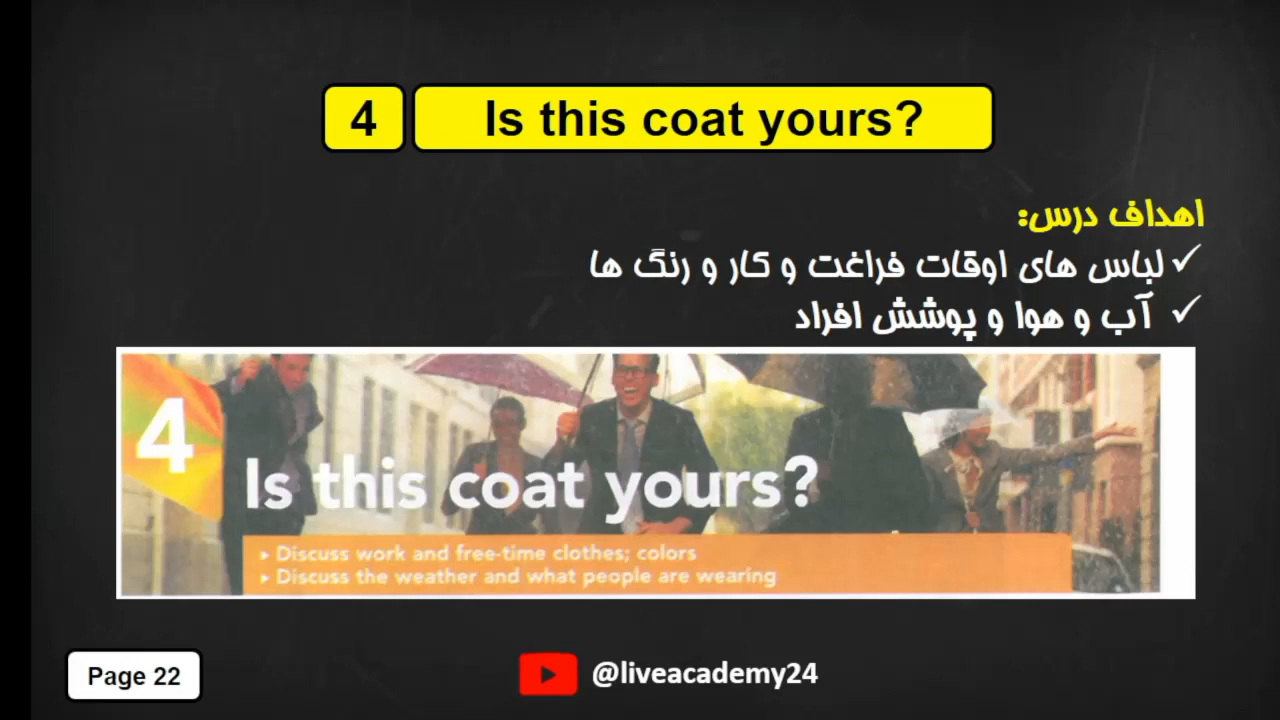 4 Is this coat yours?
اهداف درس:
✓ لباس های اوقات فراغت و کار و رنگ ها
✓ آب و هوا و پوشش افراد
4
Is this coat yours?
▸ Discuss work and free-time clothes; colors
▸ Discuss the weather and what people are wearing
Page 22
@liveacademy24